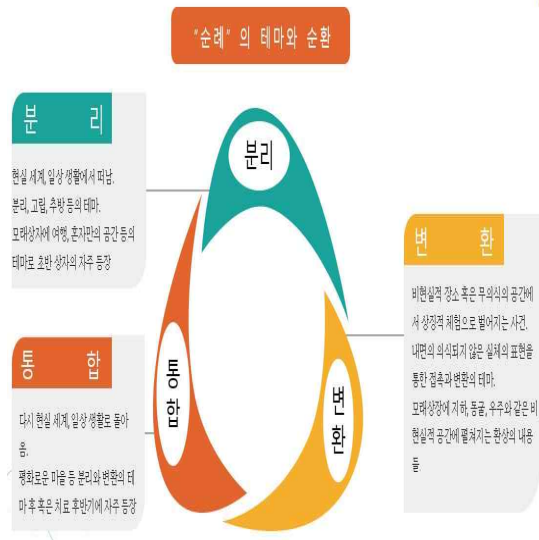 "순례" 의 테마와 순환
분 리
현실 세계, 일상 생활에서 떠남.
분리, 고립, 추방 등의 테마.
모래상자에 여행, 혼자만의 공간 등의
테마로 초반 상자의 자주 등장
분리
변 환
비현실적 장소 혹은 무의식의 공간에
서 상징적 체험으로 벌어지는 사건.
내면의 의식되지 않은 실체의 표현을
통한 접촉과 변환의 테마.
모래상장에 지하, 동굴, 우주와 같은 비
현실적 공간에 펼쳐지는 환상의 내용
들
통 합
다시 현실 세계, 일상 생활로 돌아
옴.
평화로운 마을 등 분리와 변환의 테
마 후 혹은 치료 후반기에 자주 등장
통
합
변
환